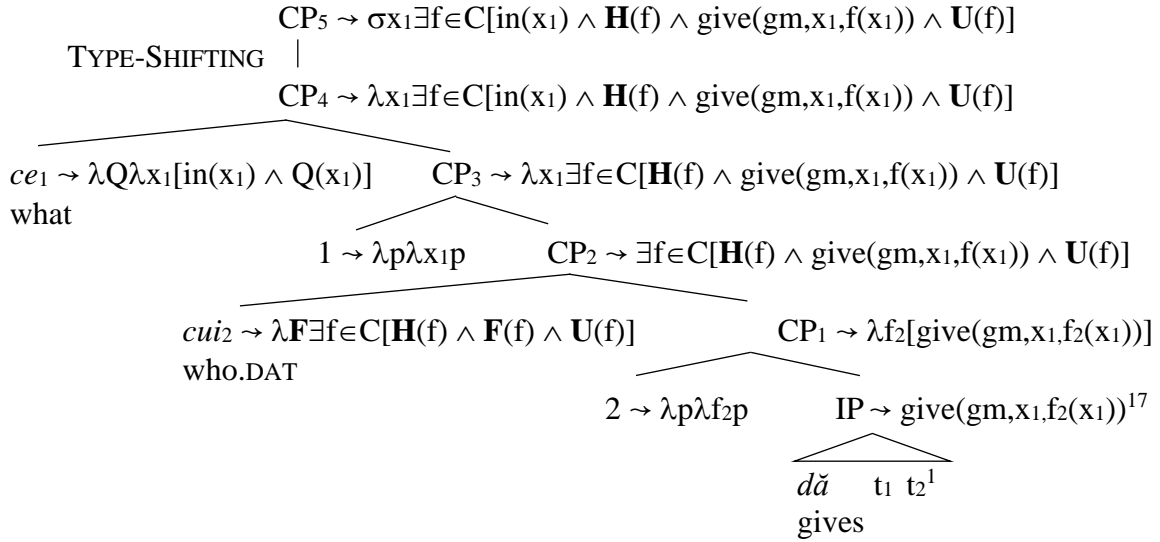 CP₅ → σx₁∃f∈C[in(x₁) ∧ H(f) ∧ give(gm,x₁,f(x₁)) ∧ U(f)]
TYPE-SHIFTING
CP₄ → λx₁∃f∈C[in(x₁) ∧ H(f) ∧ give(gm,x₁,f(x₁)) ∧ U(f)]
ce₁ → λQλx₁[in(x₁) ∧ Q(x₁)] CP₃ → λx₁∃f∈C[H(f) ∧ give(gm,x₁,f(x₁)) ∧ U(f)]
what
1 → λpλx₁p CP₂ → ∃f∈C[H(f) ∧ give(gm,x₁,f(x₁)) ∧ U(f)]
cui₂ → λF∃f∈C[H(f) ∧ F(f) ∧ U(f)] CP₁ → λf₂[give(gm,x₁,f₂(x₁))]
who.DAT
2 → λpλf₂p IP → give(gm,x₁,f₂(x₁))¹⁷
dă t₁ t₂¹
gives